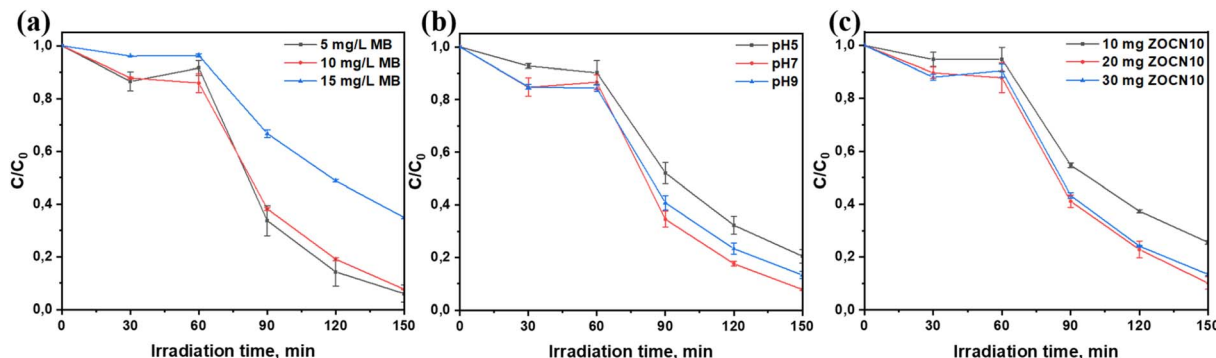 (a)
5 mg/L MB
10 mg/L MB
15 mg/L MB
1,0
0,8
0,6
0,4
0,2
0,0
C/C₀
0 30 60 90 120 150
Irradiation time, min
(b)
pH5
pH7
pH9
1,0
0,8
0,6
0,4
0,2
0,0
C/C₀
0 30 60 90 120 150
Irradiation time, min
(c)
10 mg ZOCN10
20 mg ZOCN10
30 mg ZOCN10
1,0
0,8
0,6
0,4
0,2
0,0
C/C₀
0 30 60 90 120 150
Irradiation time, min